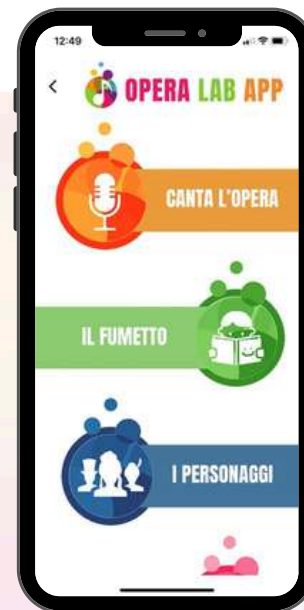 12:49
OPERA LAB APP
CANTA L'OPERA
IL FUMETTO
I PERSONAGGI